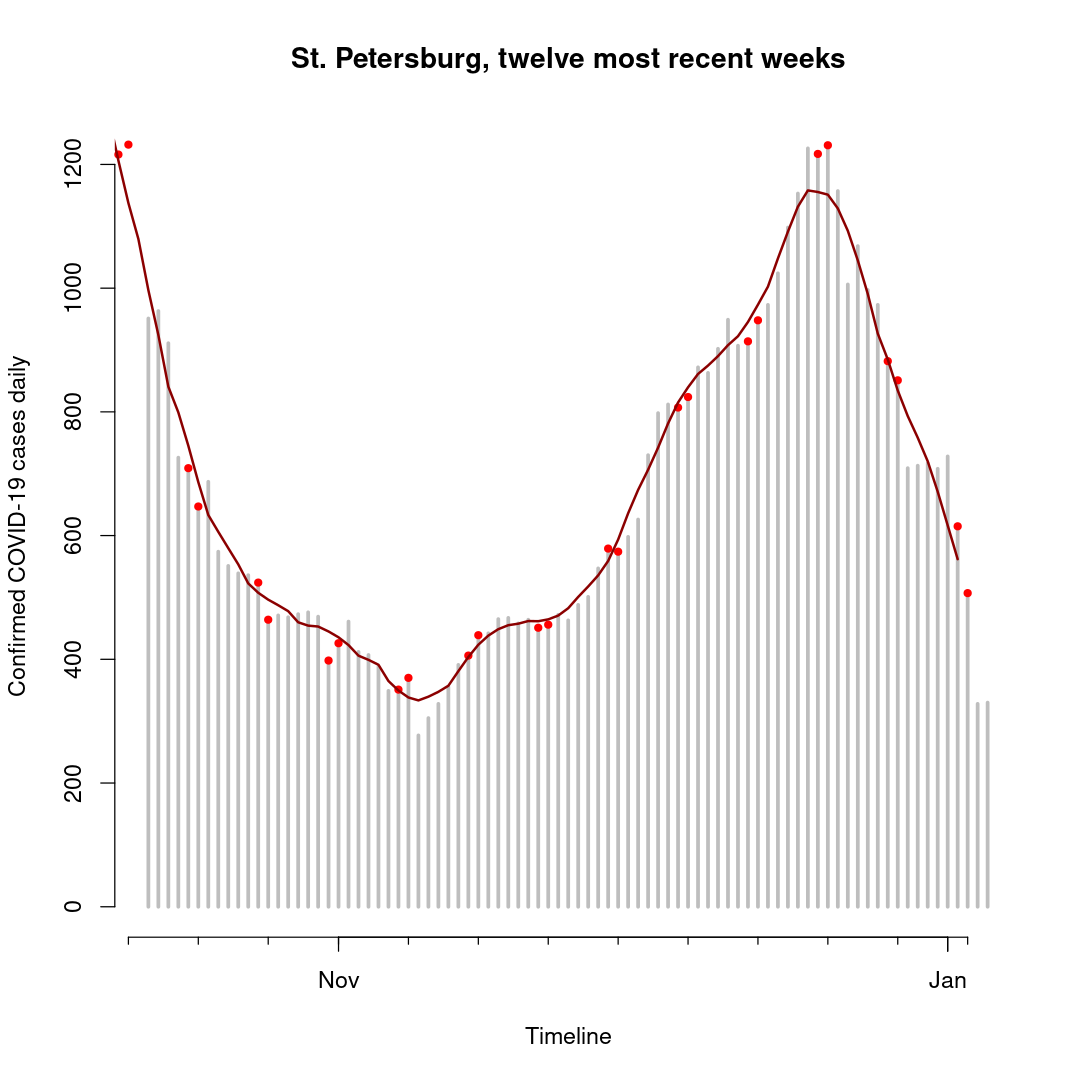 St. Petersburg, twelve most recent weeks
Confirmed COVID-19 cases daily
1200
1000
800
600
400
200
0
Nov
Jan
Timeline